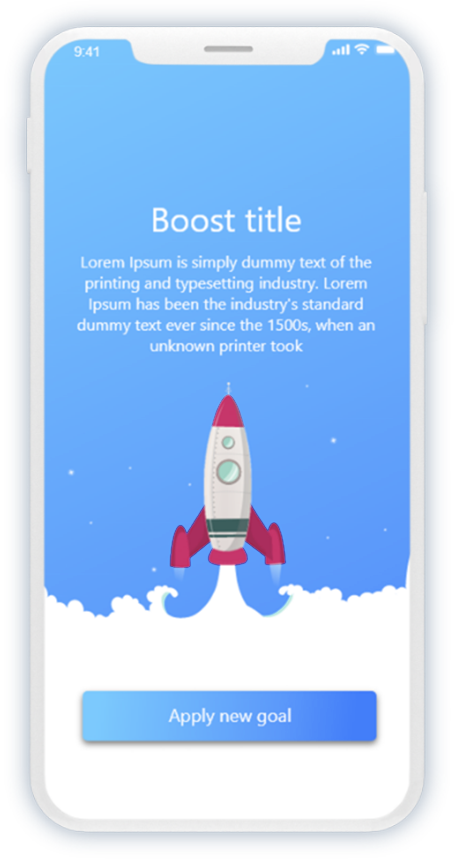 9:41
Boost title
Lorem Ipsum is simply dummy text of the
printing and typesetting industry. Lorem
Ipsum has been the industry's standard
dummy text ever since the 1500s, when an
unknown printer took
Apply new goal